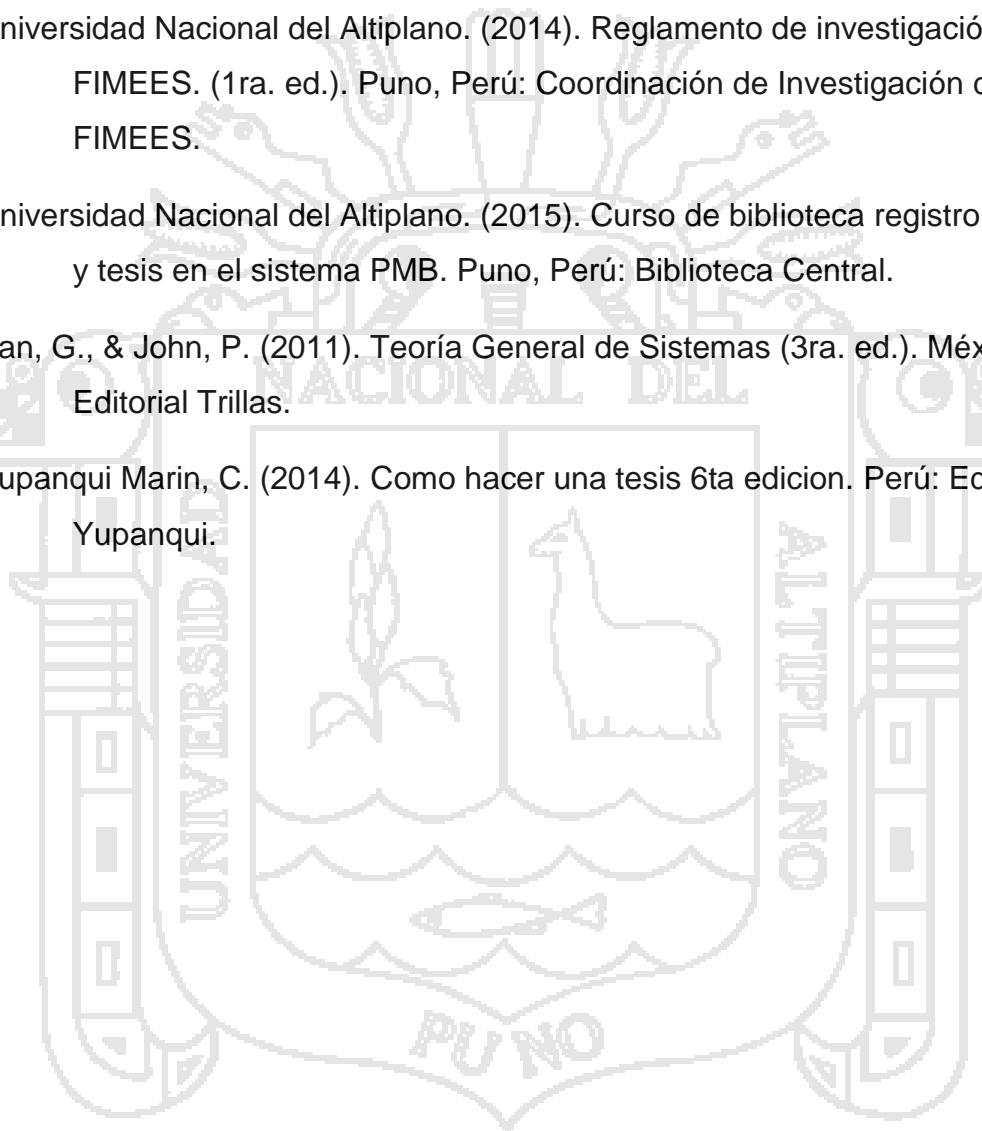 niversidad Nacional del Altiplano. (2014). Reglamento de investigació
FIMEES. (1ra. ed.). Puno, Perú: Coordinación de Investigación
FIMEES.
niversidad Nacional del Altiplano. (2015). Curso de biblioteca registro
y tesis en el sistema PMB. Puno, Perú: Biblioteca Central.
an, G., & John, P. (2011). Teoría General de Sistemas (3ra. ed.). Méx
Editorial Trillas.
upanqui Marin, C. (2014). Como hacer una tesis 6ta edicion. Perú: Ed
Yupanqui.
NACIONAL DEL
UNIVERSIDAD
ALTIPLANO
PUNO